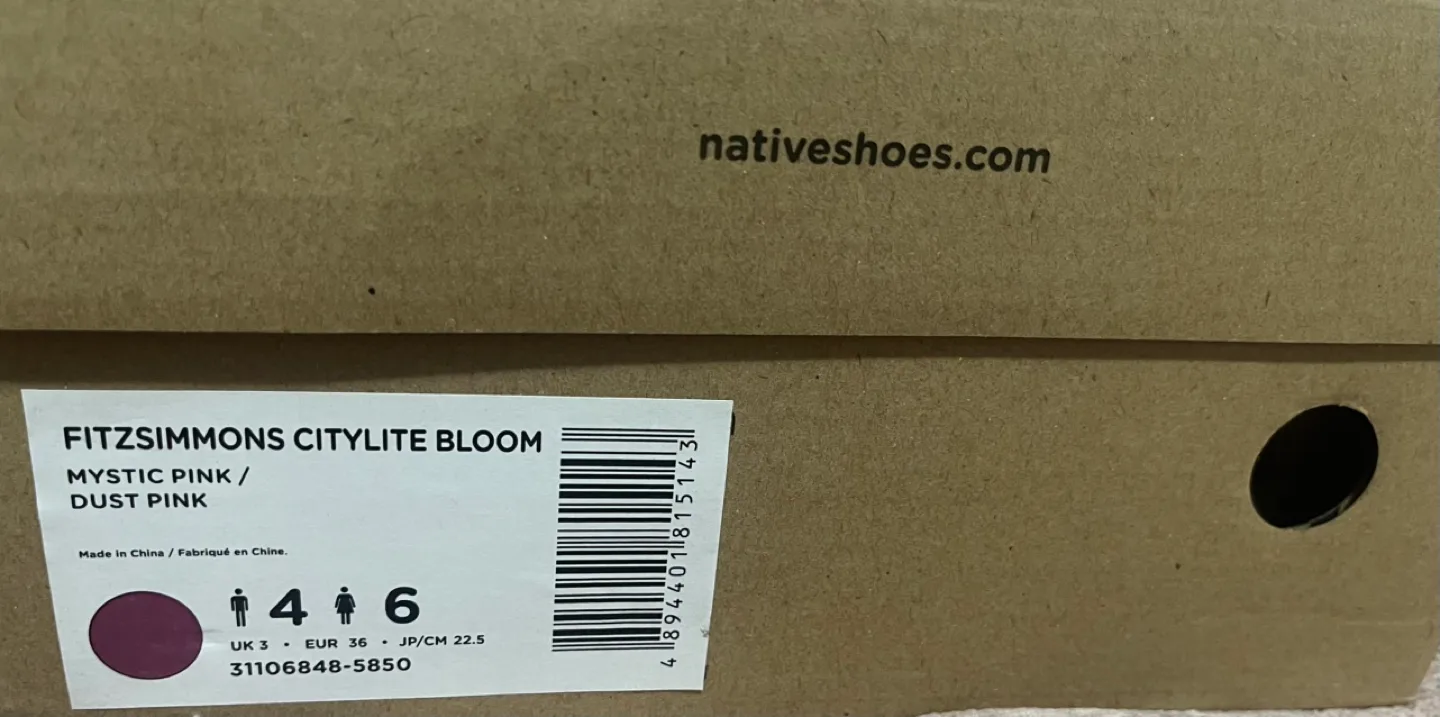 nativeshoes.com
FITZSIMMONS CITYLITE BLOOM
MYSTIC PINK /
DUST PINK
Made in China / Fabriqué en Chine.
4 6
UK 3 • EUR 36 • JP/CM 22.5
31106848-5850
4 894401 815143